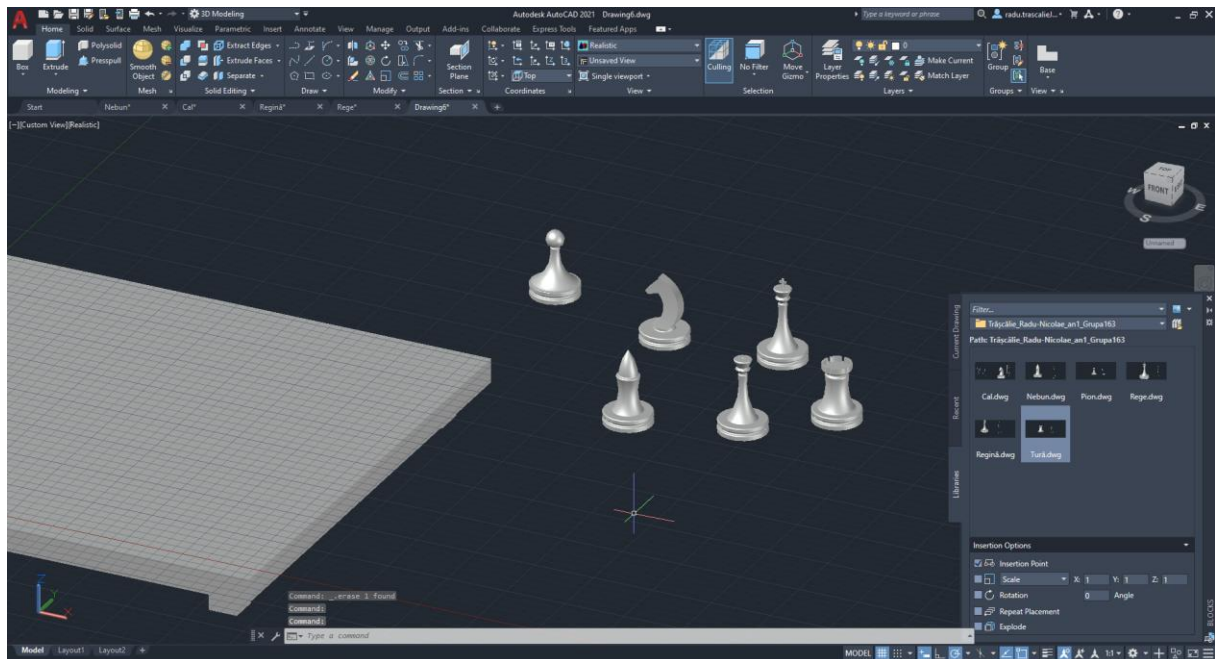 3D Modeling
Autodesk AutoCAD 2021 Drawing6.dwg
Type a keyword or phrase
radu.trascaliel...
Home Solid Surface Mesh Visualize Parametric Insert Annotate View Manage Output Add-ins Collaborate Express Tools Featured Apps
Box
Extrude
Polysolid
Presspull
Smooth Object
Extract Edges
Extrude Faces
Separate
Section Plane
Top
Realistic
Unsaved View
Single viewport
Culling
No Filter
Move Gizmo
Layer Properties
0
Make Current
Match Layer
Group
Base
Modeling Mesh Solid Editing Draw Modify Section Coordinates View Selection Layers Groups View
Start Nebun* Cal* Regină* Rege* Drawing6*
[-][Custom View][Realistic]
TOP
FRONT
W
S
E
Unnamed
Filter...
Trășcălie_Radu-Nicolae_an1_Grupa163
Path: Trășcălie_Radu-Nicolae_an1_Grupa163
Current Drawing
Recent
Libraries
Cal.dwg Nebun.dwg Pion.dwg Rege.dwg
Regină.dwg Tură.dwg
Insertion Options
Insertion Point
Scale X: 1 Y: 1 Z: 1
Rotation 0 Angle
Repeat Placement
Explode
BLOCKS
Z
Y
X
Command: _.erase 1 found
Command:
Command:
Type a command
Model Layout1 Layout2 +
MODEL
1:1